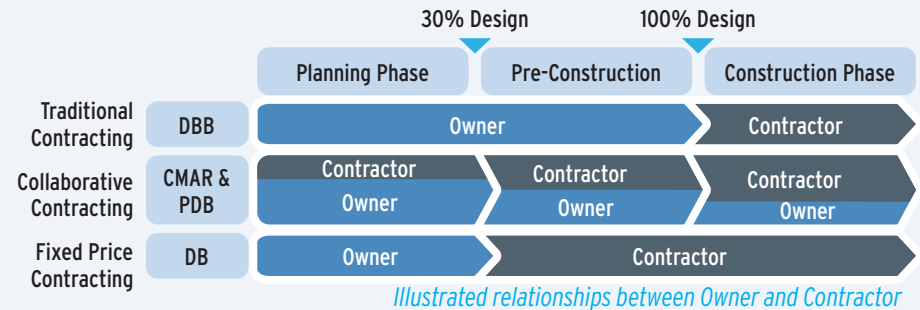 30% Design
100% Design
Planning Phase
Pre-Construction
Construction Phase
Traditional
Contracting
DBB
Owner
Contractor
Collaborative
Contracting
CMAR &
PDB
Contractor
Owner
Contractor
Owner
Contractor
Owner
Fixed Price
Contracting
DB
Owner
Contractor
Illustrated relationships between Owner and Contractor